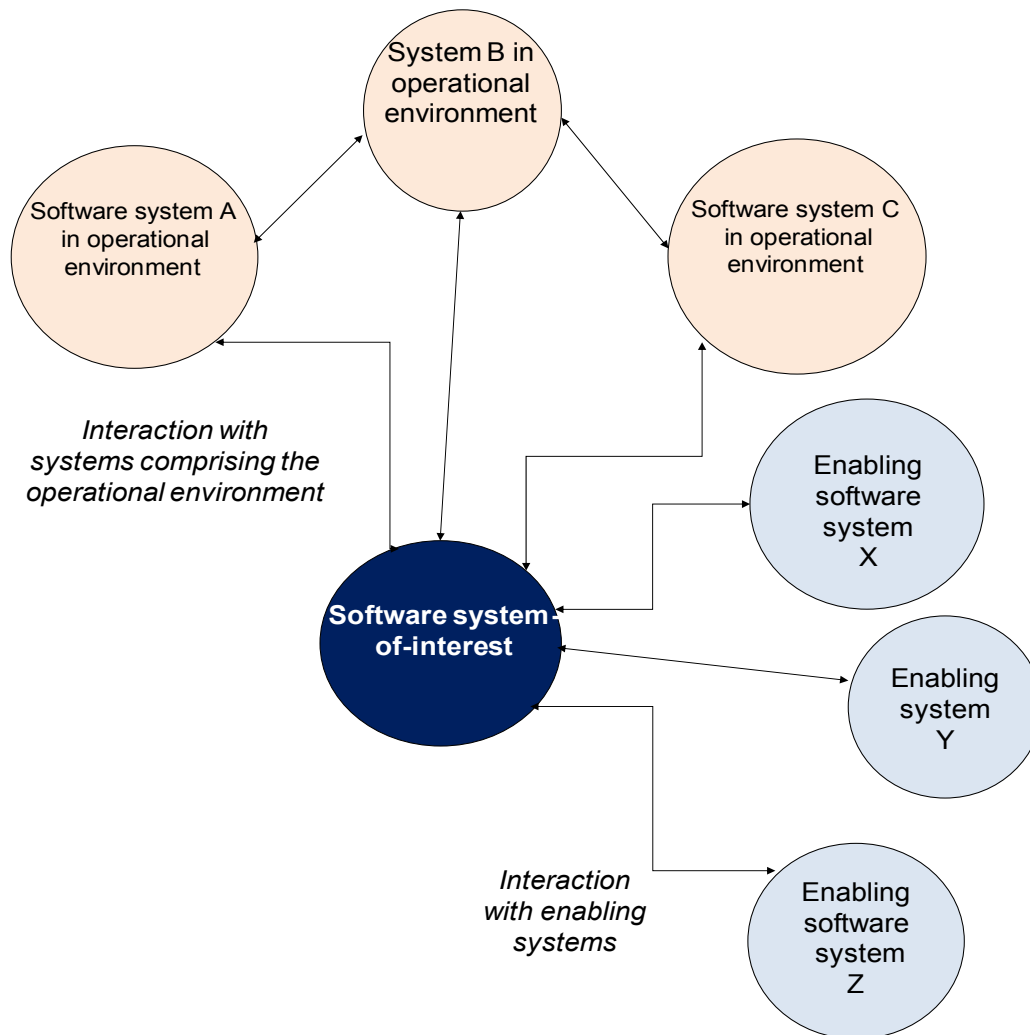 System B in
operational
environment
Software system A
in operational
environment
Software system C
in operational
environment
Interaction with
systems comprising the
operational environment
Enabling
software
system
X
Software system-
of-interest
Enabling
system
Y
Interaction
with enabling
systems
Enabling
software
system
Z